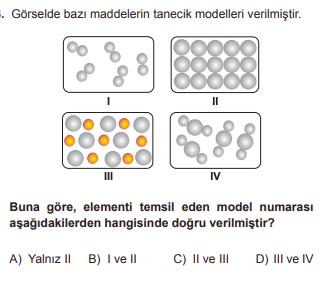 . Görselde bazı maddelerin tanecik modelleri verilmiştir.
I
II
III
IV
Buna göre, elementi temsil eden model numarası
aşağıdakilerden hangisinde doğru verilmiştir?
A) Yalnız II B) I ve II C) II ve III D) III ve IV